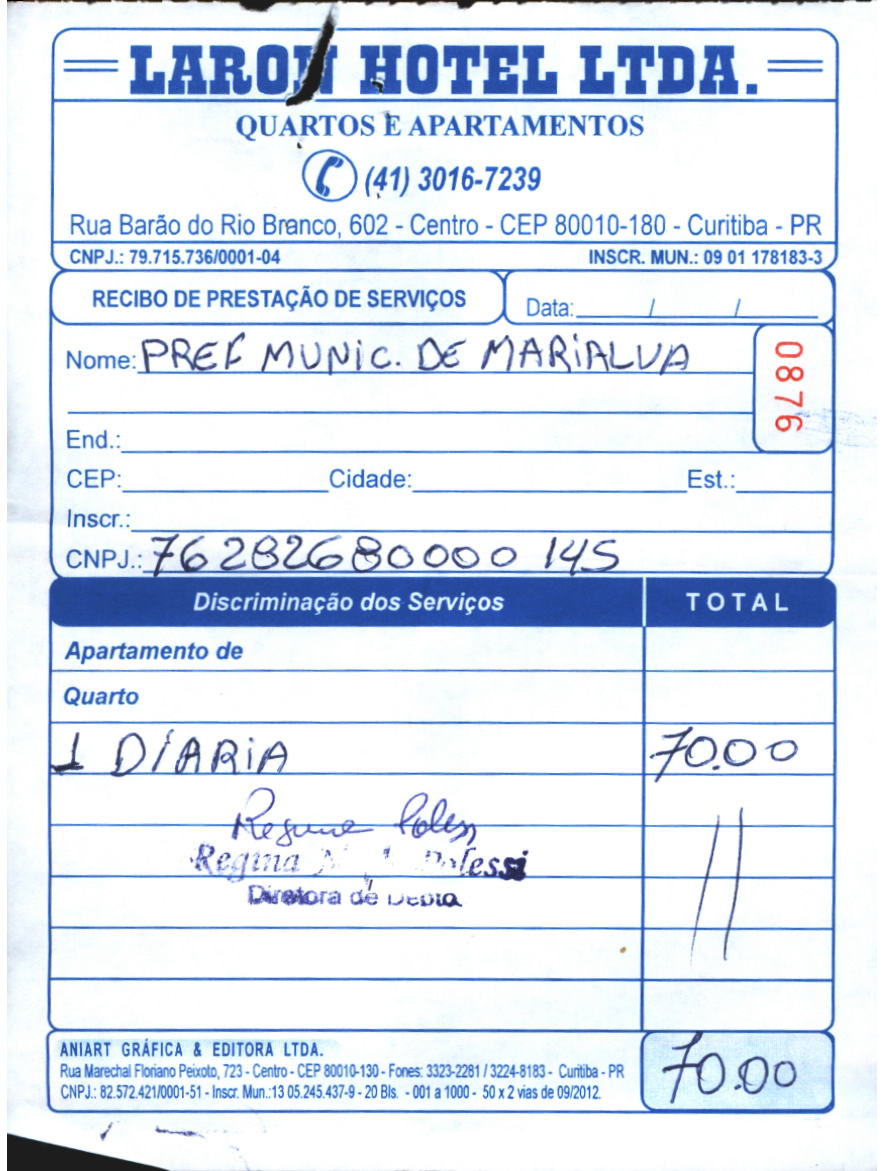 LARON HOTEL LTDA.
QUARTOS E APARTAMENTOS
(41) 3016-7239
Rua Barão do Rio Branco, 602 - Centro - CEP 80010-180 - Curitiba - PR
CNPJ.: 79.715.736/0001-04 INSCR. MUN.: 09 01 178183-3
RECIBO DE PRESTAÇÃO DE SERVIÇOS Data: / /
Nome: PREF MUNIC. DE MARIALVA
0876
End.:
CEP: Cidade: Est.:
Inscr.:
CNPJ.: 76282680000 145
Discriminação dos Serviços TOTAL
Apartamento de
Quarto
1 DIARIA 70.00
Regina Polessi
Diretora de Depto.
ANIART GRÁFICA & EDITORA LTDA.
Rua Marechal Floriano Peixoto, 723 - Centro - CEP 80010-130 - Fones: 3323-2281 / 3224-8183 - Curitiba - PR
CNPJ.: 82.572.421/0001-51 - Inscr. Mun.:13 05.245.437-9 - 20 Bls. - 001 a 1000 - 50 x 2 vias de 09/2012.
70.00